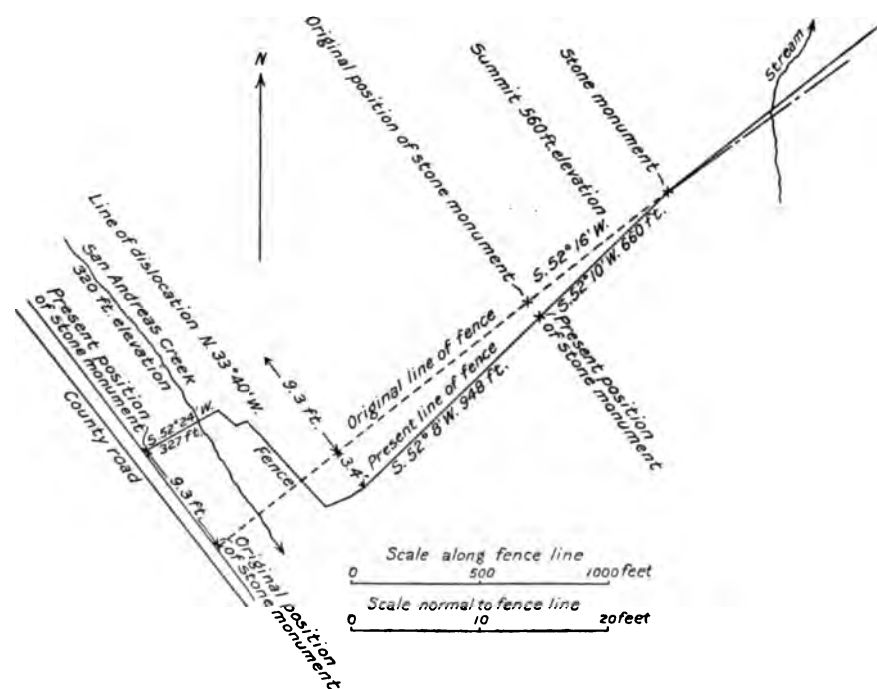 N
Original position
of stone monument
Summit 560 ft. elevation
Stone monument
Stream
Line of dislocation N. 33° 40' W.
San Andreas Creek
320 ft. elevation
Present position
of stone monument
County road
S. 52° 24' W.
327 ft.
Fence
9.3 ft.
9.3 ft.
3.4'
Original line of fence
S. 52° 16' W.
Present line of fence
S. 52° 8' W. 948 ft.
S. 52° 10' W. 660 ft.
Present position
of stone monument
Original position
of stone monument
Scale along fence line
0 500 1000 feet
Scale normal to fence line
0 10 20 feet